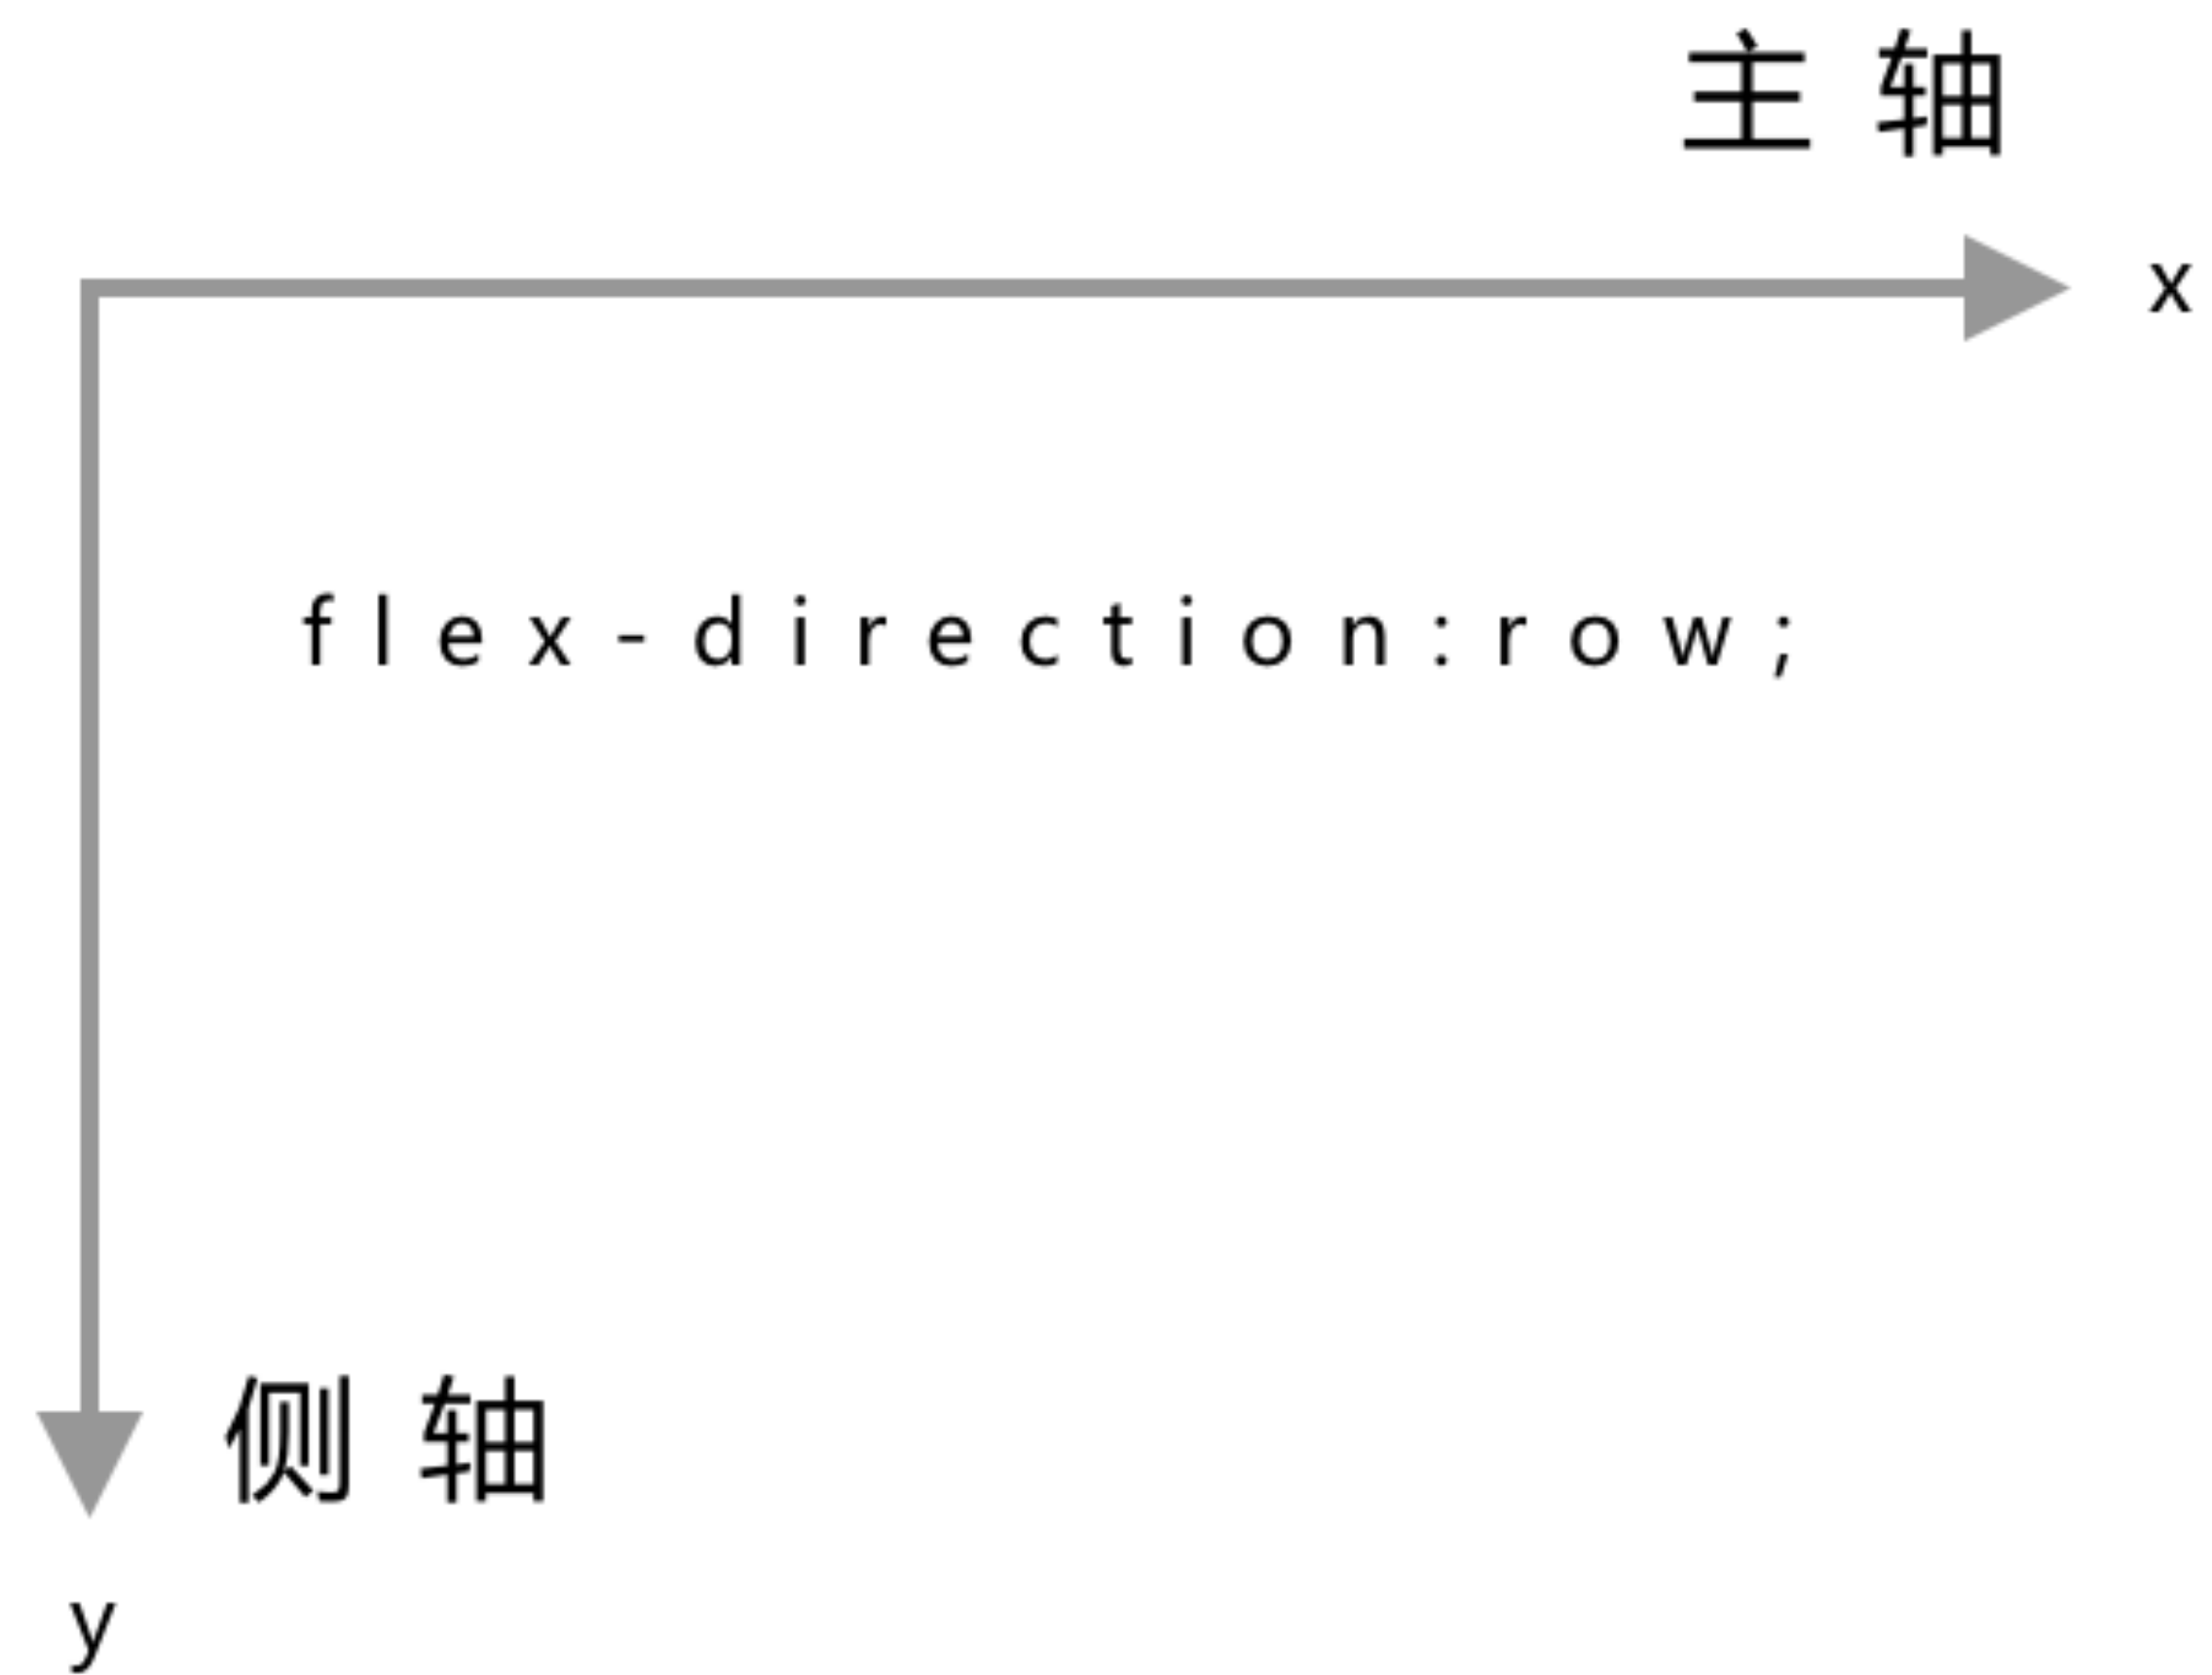 主轴
x
flex-direction:row;
侧轴
y